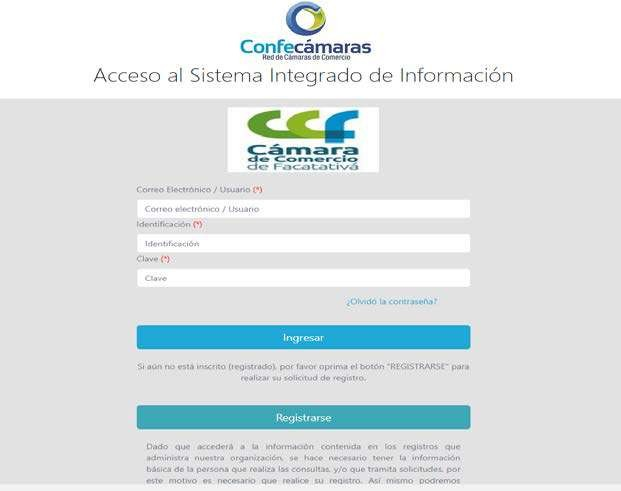 Confecámaras
Red de Cámaras de Comercio
Acceso al Sistema Integrado de Información
ccf
Cámara
de Comercio
de Facatativá
Correo Electrónico / Usuario (*)
Correo electrónico / Usuario
Identificación (*)
Identificación
Clave (*)
Clave
¿Olvidó la contraseña?
Ingresar
Si aún no está inscrito (registrado), por favor oprima el botón "REGISTRARSE" para
realizar su solicitud de registro.
Registrarse
Dado que accederá a la información contenida en los registros que
administra nuestra organización, se hace necesario tener la información
básica de la persona que realiza las consultas, y/o que tramita solicitudes, por
este motivo es necesario que realice su registro. Así mismo podremos